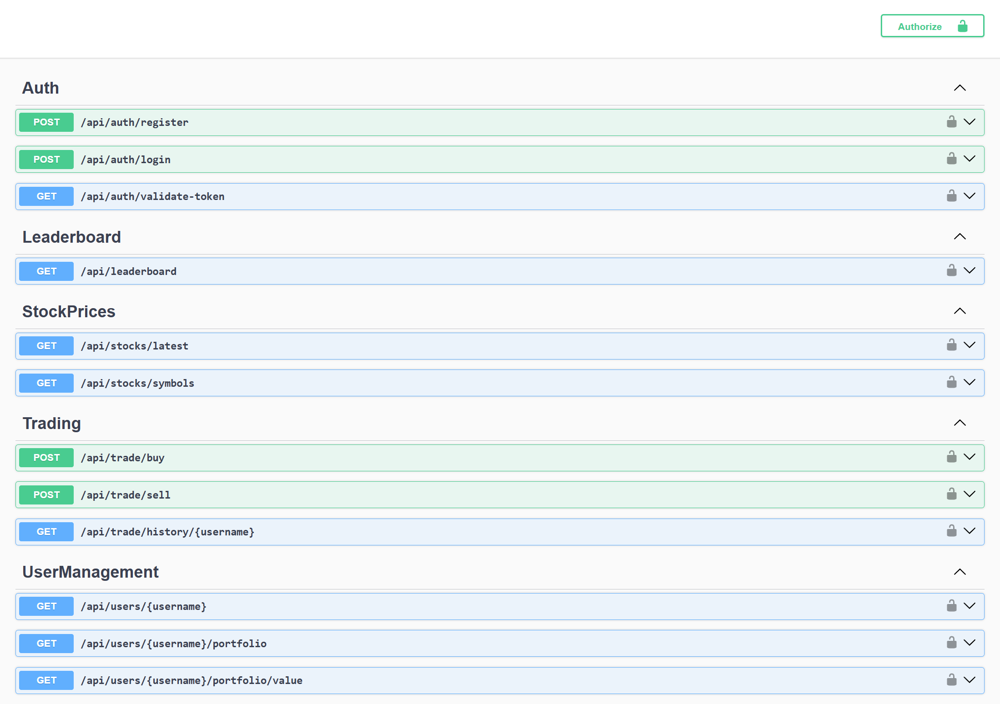 Authorize
Auth
POST /api/auth/register
POST /api/auth/login
GET /api/auth/validate-token
Leaderboard
GET /api/leaderboard
StockPrices
GET /api/stocks/latest
GET /api/stocks/symbols
Trading
POST /api/trade/buy
POST /api/trade/sell
GET /api/trade/history/{username}
UserManagement
GET /api/users/{username}
GET /api/users/{username}/portfolio
GET /api/users/{username}/portfolio/value